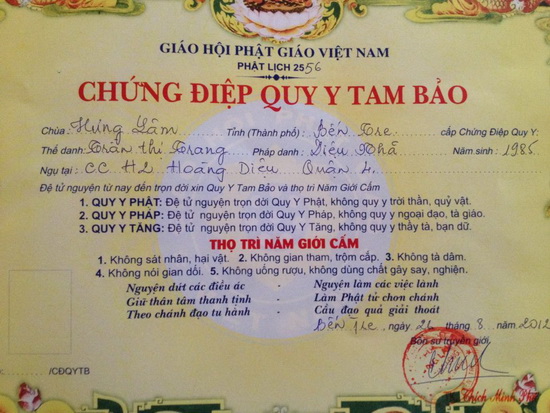 GIÁO HỘI PHẬT GIÁO VIỆT NAM
PHẬT LỊCH 2556
CHỨNG ĐIỆP QUY Y TAM BẢO
Chùa: Hưng Lâm Tỉnh (Thành phố): Bến Tre cấp Chứng Điệp Quy Y:
Thế danh: Trần thị Trang Pháp danh: Diệu Nhã Năm sinh: 1985
Ngụ tại: CC H2 Hoàng Diệu Quận 4.
Đệ tử nguyện từ nay đến trọn đời xin Quy Y Tam Bảo và thọ trì Năm Giới Cấm
1. QUY Y PHẬT: Đệ tử nguyện trọn đời Quy Y Phật, không quy y trời thần, quỷ vật.
2. QUY Y PHÁP: Đệ tử nguyện trọn đời Quy Y Pháp, không quy y ngoại đạo, tà giáo.
3. QUY Y TĂNG: Đệ tử nguyện trọn đời Quy Y Tăng, không quy y thầy tà, bạn dữ.
THỌ TRÌ NĂM GIỚI CẤM
1. Không sát nhân, hại vật. 2. Không gian tham, trộm cắp. 3. Không tà dâm.
4. Không nói gian dối. 5. Không uống rượu, không dùng chất gây say, nghiện.
Nguyện dứt các điều ác - Nguyện làm các việc lành
Giữ thân tâm thanh tịnh - Làm Phật tử chơn chánh
Theo chánh đạo tu hành - Cầu đạo quả giải thoát
Bến Tre, ngày 26 tháng 8 năm 2012
Bổn sư truyền giới,
...../CĐQYTB
Thích Minh